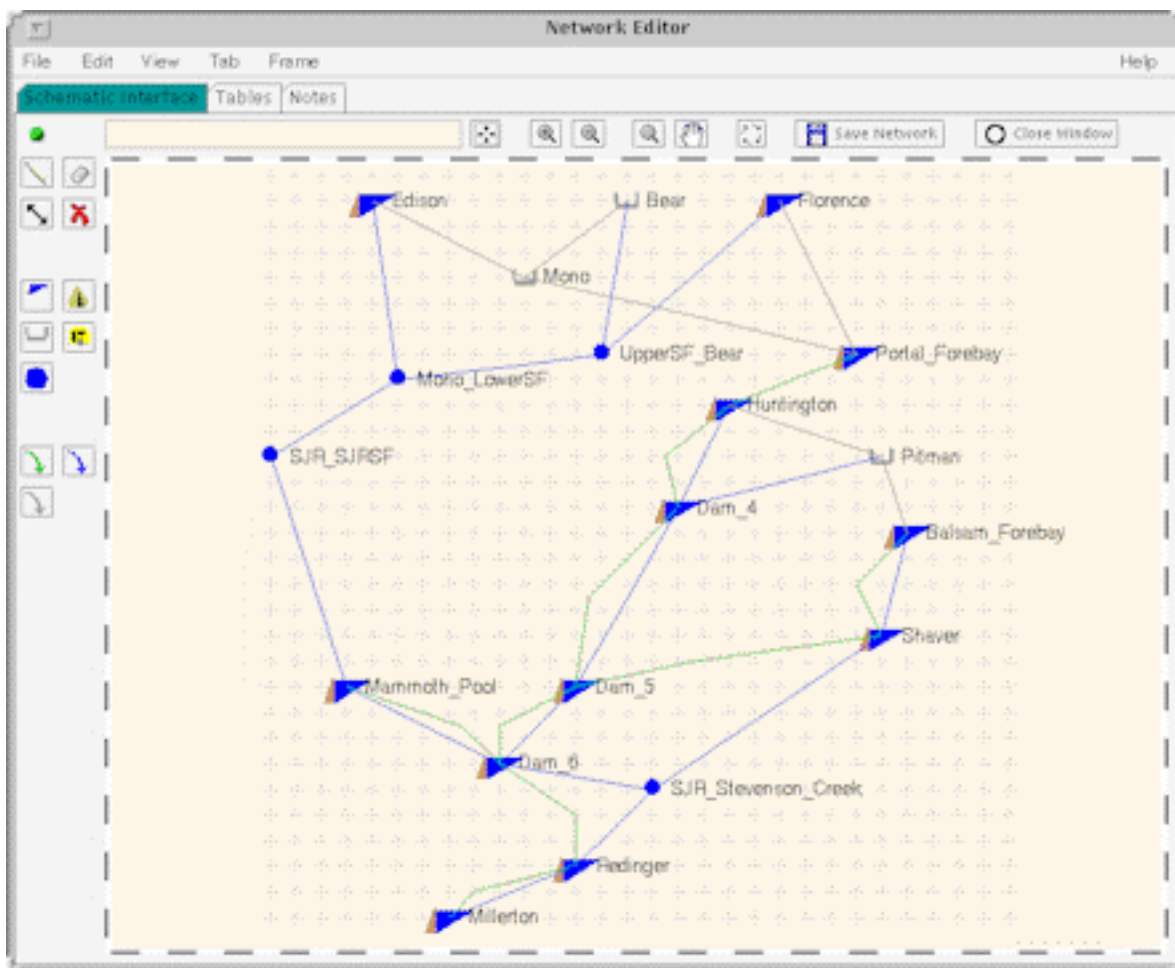 Network Editor
File Edit View Tab Frame Help
Schematic Interface Tables Notes
Save Network Close Window
Edison Bear Florence
Mono
UpperSF_Bear Portal_Forebay
Mono_LowerSF
Huntington
SJR_SJRSF Pitman
Dam_4
Balsam_Forebay
Shaver
Mammoth_Pool Dam_5
Dam_6
SJR_Stevenson_Creek
Redinger
Millerton